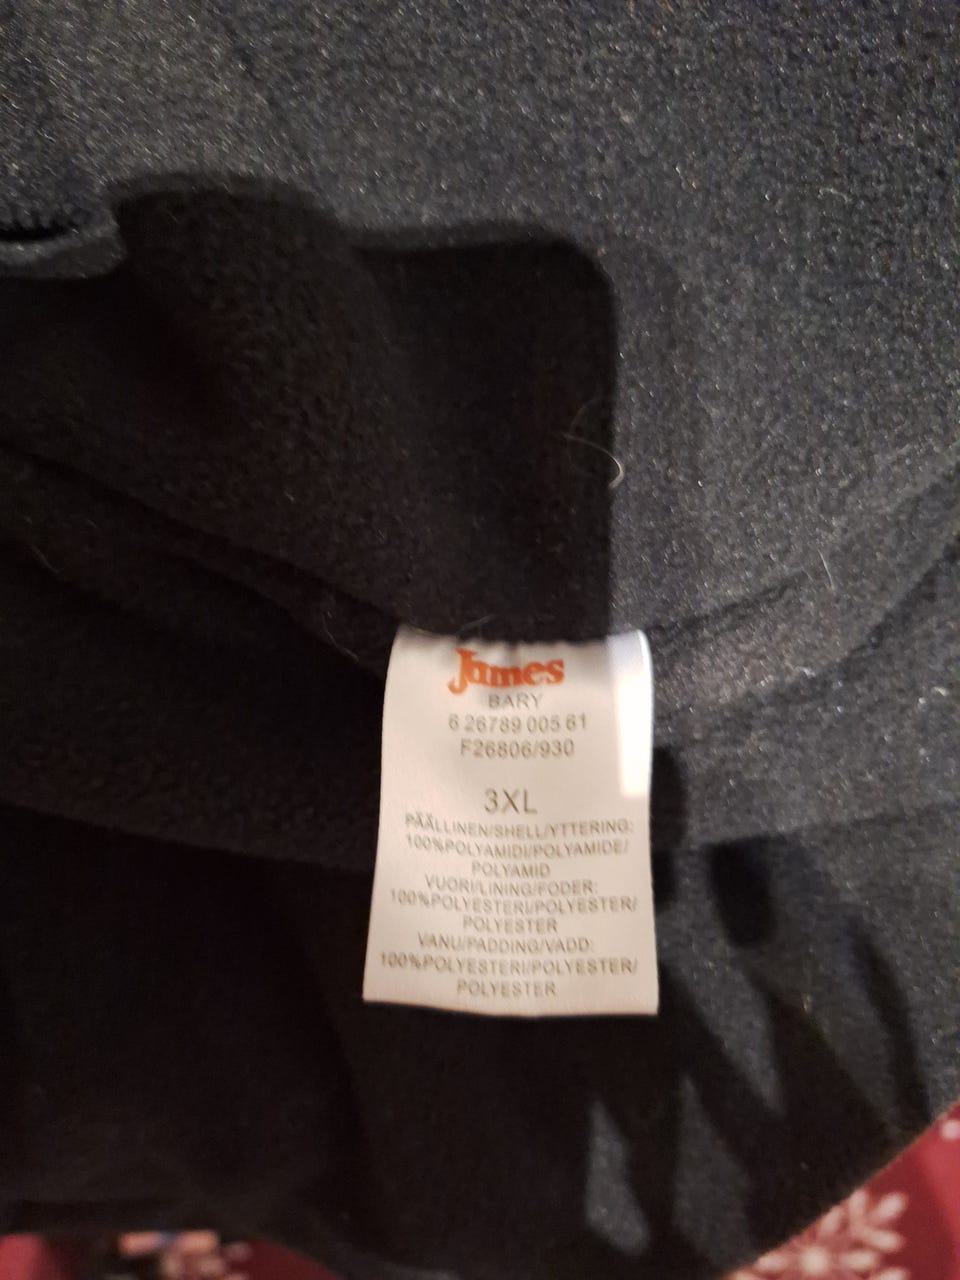 James
BARY
6 26789 005 61
F26806/930
3XL
PÄÄLLINEN/SHELL/YTTERING:
100%POLYAMIDI/POLYAMIDE/
POLYAMID
VUORI/LINING/FODER:
100%POLYESTERI/POLYESTER/
POLYESTER
VANU/PADDING/VADD:
100%POLYESTERI/POLYESTER/
POLYESTER